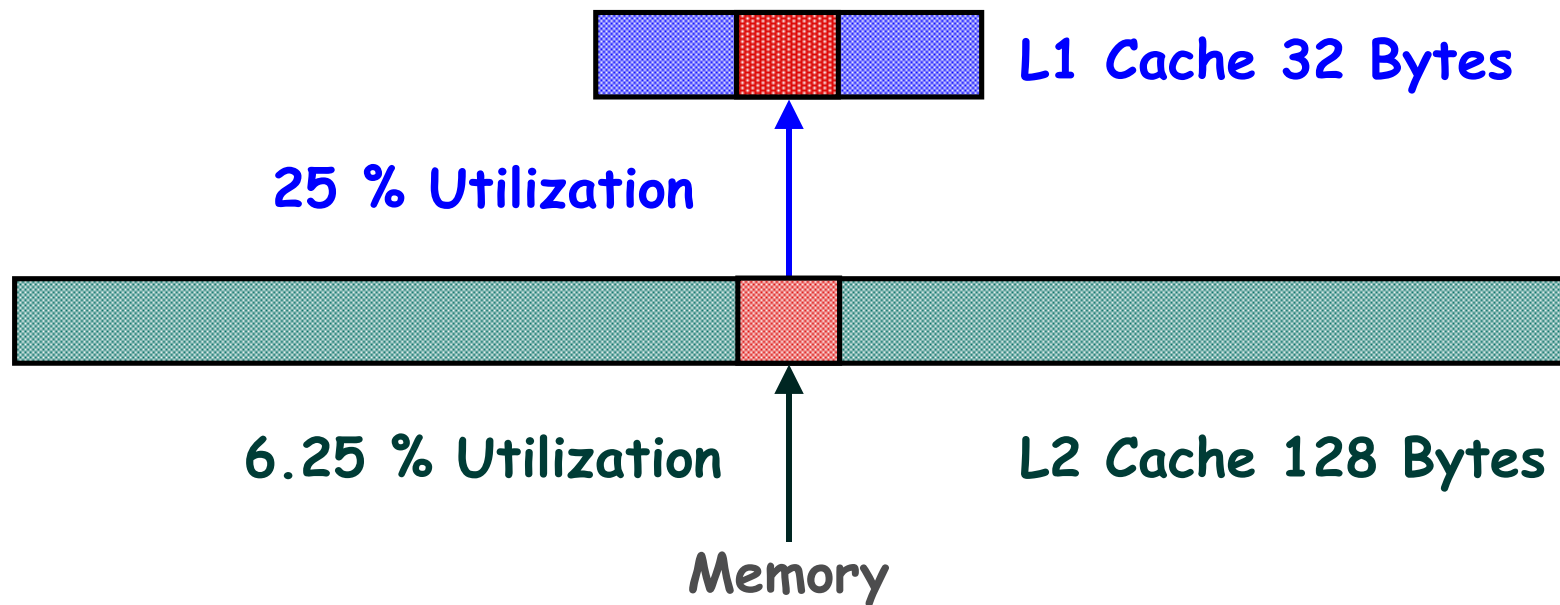 L1 Cache 32 Bytes
25 % Utilization
6.25 % Utilization
L2 Cache 128 Bytes
Memory